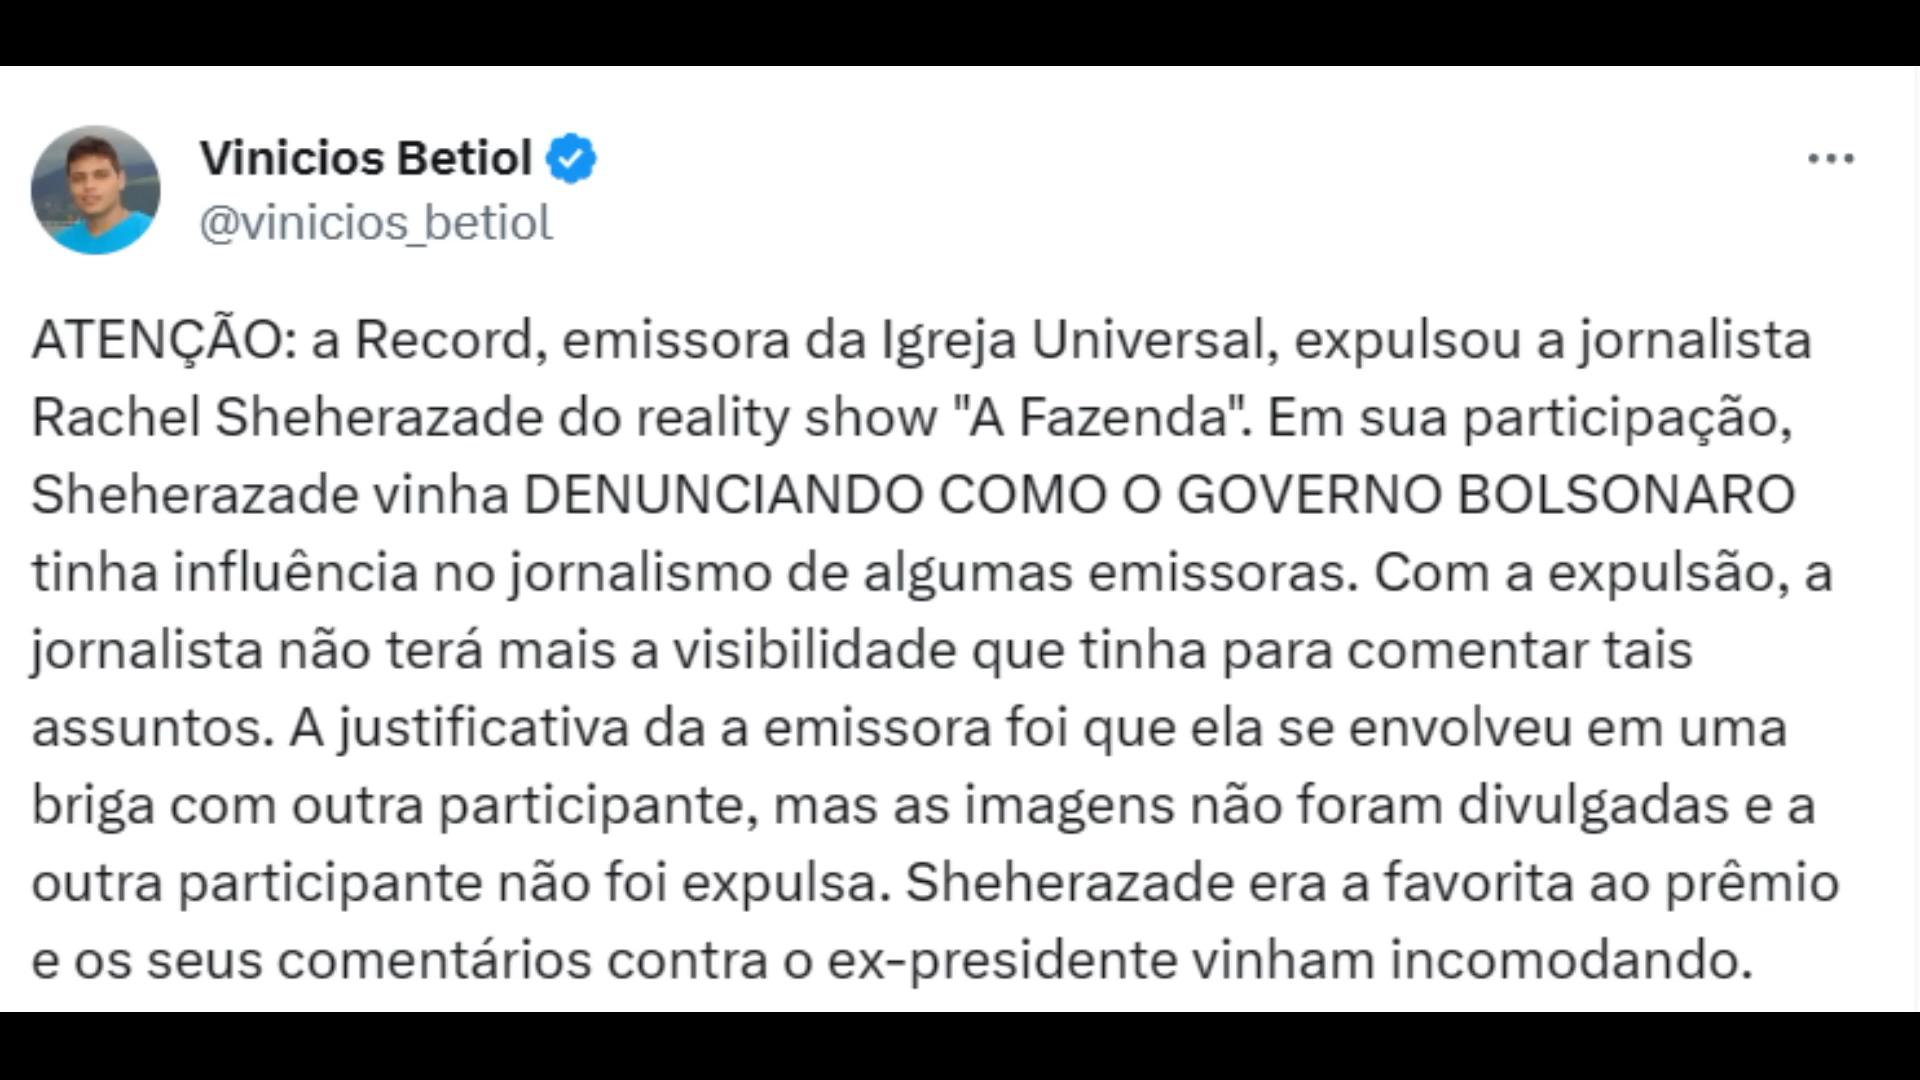 Vinicios Betiol
@vinicios_betiol
ATENÇÃO: a Record, emissora da Igreja Universal, expulsou a jornalista
Rachel Sheherazade do reality show "A Fazenda". Em sua participação,
Sheherazade vinha DENUNCIANDO COMO O GOVERNO BOLSONARO
tinha influência no jornalismo de algumas emissoras. Com a expulsão, a
jornalista não terá mais a visibilidade que tinha para comentar tais
assuntos. A justificativa da a emissora foi que ela se envolveu em uma
briga com outra participante, mas as imagens não foram divulgadas e a
outra participante não foi expulsa. Sheherazade era a favorita ao prêmio
e os seus comentários contra o ex-presidente vinham incomodando.